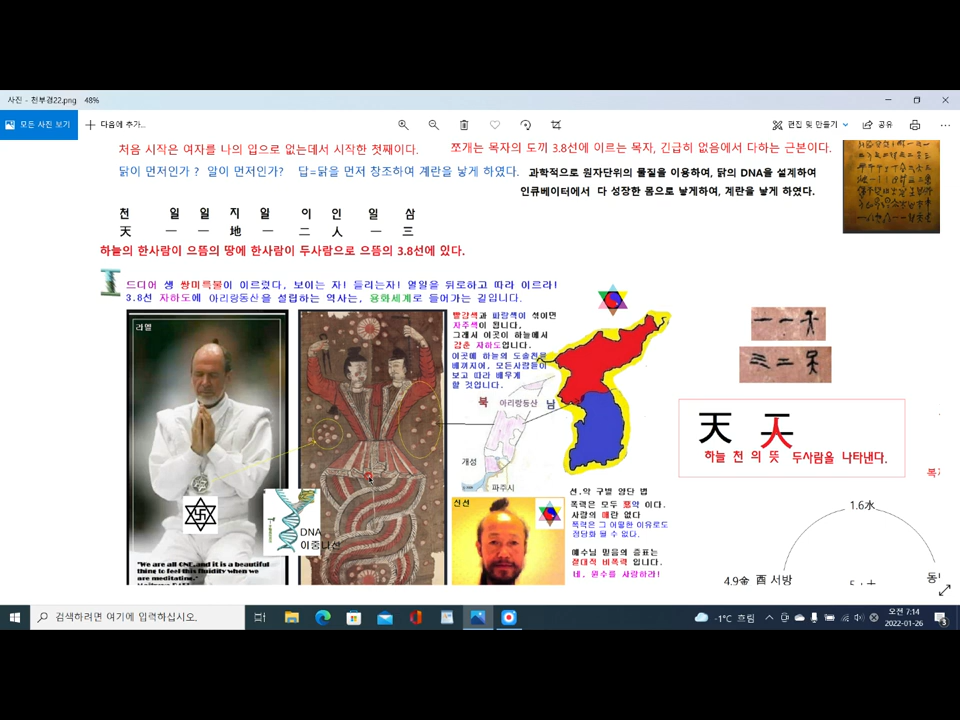 사진 - 천부경22.png 48%
모든 사진 보기
다음에 추가...
편집 및 만들기
공유
처음 시작은 여자를 나의 입으로 없는데서 시작한 첫째이다.
쪼개는 목자의 도끼 3.8선에 이르는 목자, 긴급히 없음에서 다하는 근본이다.
닭이 먼저인가 ? 알이 먼저인가? 답=닭을 먼저 창조하여 계란을 낳게 하였다.
과학적으로 원자단위의 물질을 이용하여, 닭의 DNA을 설계하여
인큐베이터에서 다 성장한 몸으로 낳게하여, 계란을 낳게 하였다.
천 일 일 지 일 이 인 일 삼
天 一 一 地 一 二 人 一 三
하늘의 한사람이 으뜸의 땅에 한사람이 두사람으로 으뜸의 3.8선에 있다.
드디어 생 쌍미륵불이 이르렀다, 보이는 자! 들리는자! 열일을 뒤로하고 따라 이르라!
3.8선 자하도에 아리랑동산을 설립하는 역사는, 용화세계로 들어가는 길입니다.
라엘
빨강색과 파랑색이 섞이면
자주색이 됩니다,
그래서 이곳이 하늘에서
감춘 자하도입니다.
이곳에 하늘의 도솔천을
베껴지어, 모든사람들이
보고 따라 배우게
할 것입니다.
북 아리랑동산 남
개성
파주시
天
하늘 천 의 뜻 두사람을 나타낸다.
DNA
이중나선
"We are all ONE, and it is a beautiful
thing to feel this fluidity when we
are meditating."
신선
선.악 구별 양단 법
폭력은 모두 惡악 이다.
사랑의 매란 없다
폭력은 그 어떠한 이유로도
정당화 될 수 없다.
예수님 믿음의 증표는
절대적 비폭력 입니다.
네, 원수를 사랑하라!
1.6水
4.9金 酉 서방
검색하려면 여기에 입력하십시오.
-1°C 흐림
오전 7:14
2022-01-26
3